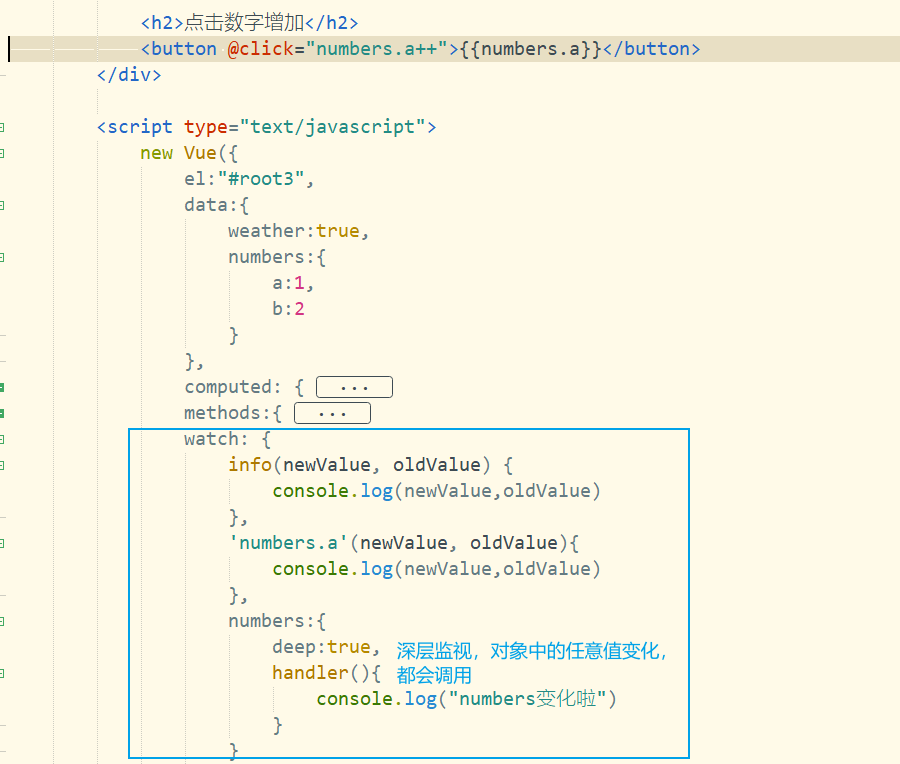 <h2>点击数字增加</h2>
<button @click="numbers.a++">{{numbers.a}}</button>
</div>
<script type="text/javascript">
new Vue({
el:"#root3",
data:{
weather:true,
numbers:{
a:1,
b:2
}
},
computed: { ...
methods:{ ...
watch: {
info(newValue, oldValue) {
console.log(newValue,oldValue)
},
'numbers.a'(newValue, oldValue){
console.log(newValue,oldValue)
},
numbers:{
deep:true, 深层监视，对象中的任意值变化，
handler(){ 都会调用
console.log("numbers变化啦")
}
}